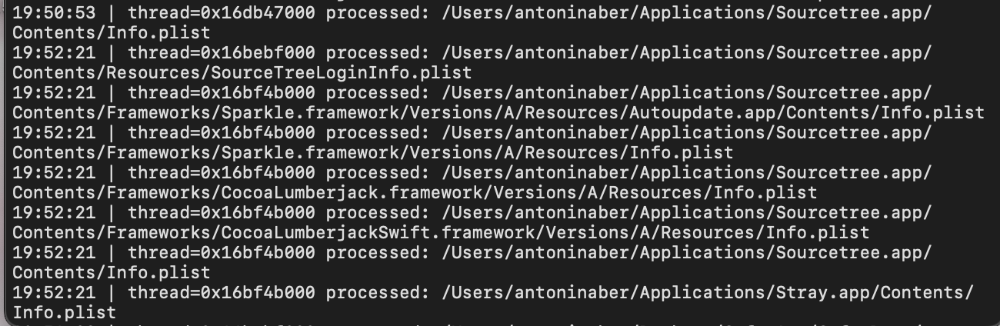 19:50:53 | thread=0x16db47000 processed: /Users/antoninaber/Applications/Sourcetree.app/
Contents/Info.plist
19:52:21 | thread=0x16bebf000 processed: /Users/antoninaber/Applications/Sourcetree.app/
Contents/Resources/SourceTreeLoginInfo.plist
19:52:21 | thread=0x16bf4b000 processed: /Users/antoninaber/Applications/Sourcetree.app/
Contents/Frameworks/Sparkle.framework/Versions/A/Resources/Autoupdate.app/Contents/Info.plist
19:52:21 | thread=0x16bf4b000 processed: /Users/antoninaber/Applications/Sourcetree.app/
Contents/Frameworks/Sparkle.framework/Versions/A/Resources/Info.plist
19:52:21 | thread=0x16bf4b000 processed: /Users/antoninaber/Applications/Sourcetree.app/
Contents/Frameworks/CocoaLumberjack.framework/Versions/A/Resources/Info.plist
19:52:21 | thread=0x16bf4b000 processed: /Users/antoninaber/Applications/Sourcetree.app/
Contents/Frameworks/CocoaLumberjackSwift.framework/Versions/A/Resources/Info.plist
19:52:21 | thread=0x16bf4b000 processed: /Users/antoninaber/Applications/Sourcetree.app/
Contents/Info.plist
19:52:21 | thread=0x16bf4b000 processed: /Users/antoninaber/Applications/Stray.app/Contents/
Info.plist